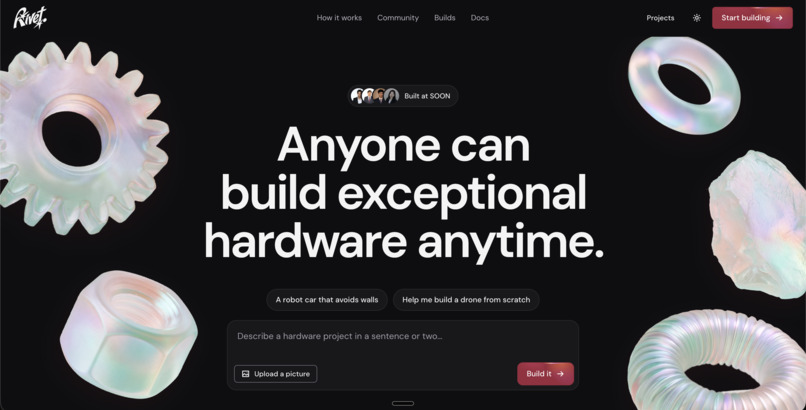 Rivet.
How it works
Community
Builds
Docs
Projects
Start building
Built at SOON
Anyone can
build exceptional
hardware anytime.
A robot car that avoids walls
Help me build a drone from scratch
Describe a hardware project in a sentence or two...
Upload a picture
Build it